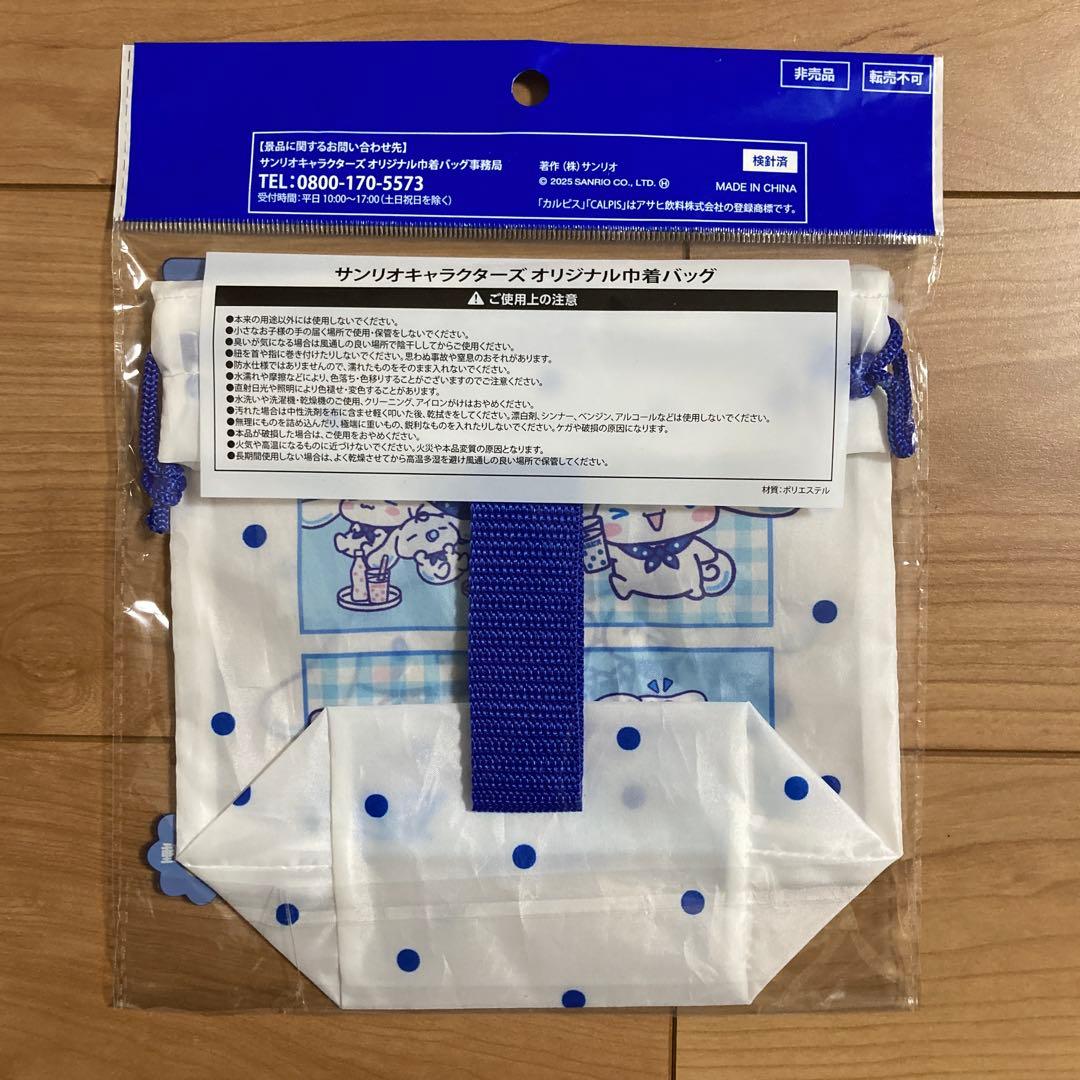 非売品
転売不可
【景品に関するお問い合わせ先】
サンリオキャラクターズ オリジナル巾着バッグ事務局
TEL:0800-170-5573
受付時間:平日 10:00〜17:00(土日祝日を除く)
著作(株)サンリオ
© 2025 SANRIO CO., LTD. Ⓗ
検針済
MADE IN CHINA
「カルピス」「CALPIS」はアサヒ飲料株式会社の登録商標です。
サンリオキャラクターズ オリジナル巾着バッグ
⚠ ご使用上の注意
●本来の用途以外には使用しないでください。
●小さなお子様の手の届く場所で使用・保管をしないでください。
●臭いが気になる場合は風通しの良い場所で陰干ししてからご使用ください。
●紐を首や指に巻き付けたりしないでください。思わぬ事故や窒息のおそれがあります。
●防水仕様ではありませんので、濡れたものをそのまま入れないでください。
●水濡れや摩擦などにより、色落ち・色移りすることがございますのでご注意ください。
●直射日光や照明により色褪せ・変色することがあります。
●水洗いや洗濯機・乾燥機のご使用、クリーニング、アイロンがけはおやめください。
●汚れた場合は中性洗剤を布に含ませ軽く叩いた後、乾拭きをしてください。漂白剤、シンナー、ベンジン、アルコールなどは使用しないでください。
●無理にものを詰め込んだり、極端に重いもの、鋭利なものを入れたりしないでください。ケガや破損の原因になります。
●本品が破損した場合は、ご使用をおやめください。
●火気や高温になるものに近づけないでください。火災や本品変質の原因となります。
●長期間使用しない場合は、よく乾燥させてから高温多湿を避け風通しの良い場所で保管してください。
材質:ポリエステル